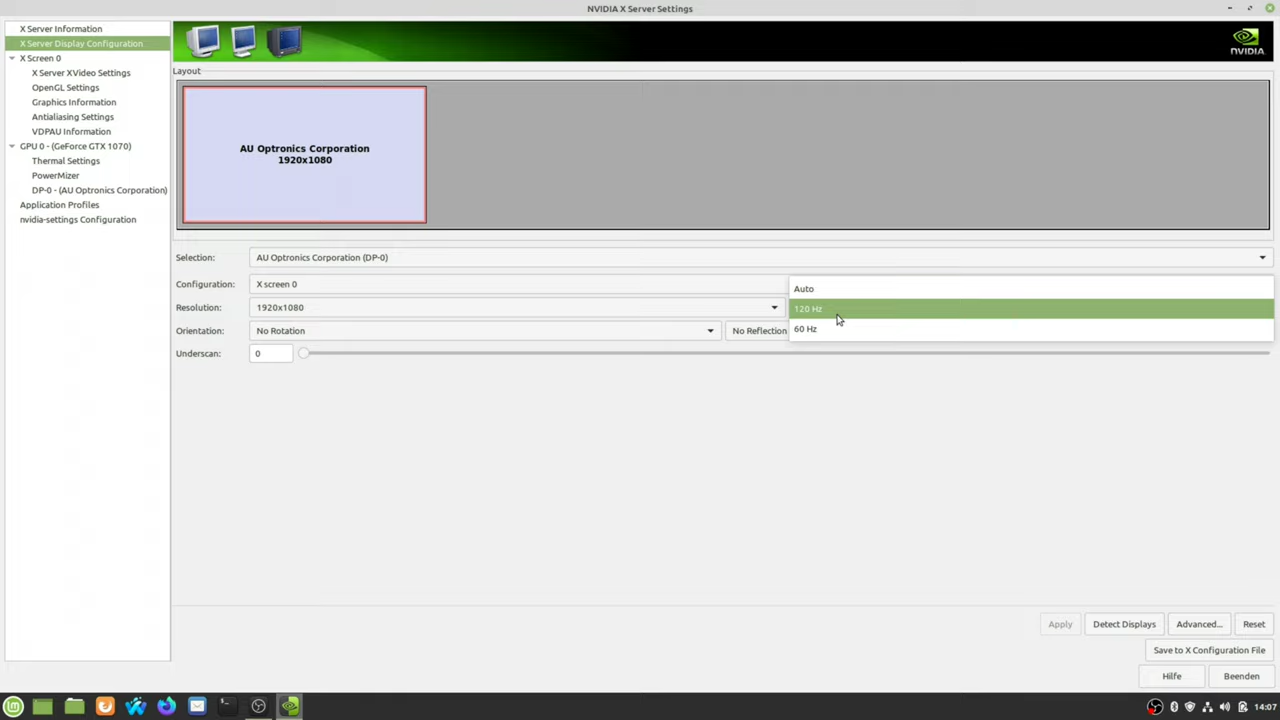 NVIDIA X Server Settings
X Server Information
X Server Display Configuration
X Screen 0
X Server XVideo Settings
OpenGL Settings
Graphics Information
Antialiasing Settings
VDPAU Information
GPU 0 - (GeForce GTX 1070)
Thermal Settings
PowerMizer
DP-0 - (AU Optronics Corporation)
Application Profiles
nvidia-settings Configuration
NVIDIA.
Layout
AU Optronics Corporation
1920x1080
Selection: AU Optronics Corporation (DP-0)
Configuration: X screen 0
Auto
Resolution: 1920x1080
120 Hz
60 Hz
Orientation: No Rotation No Reflection
Underscan: 0
Apply Detect Displays Advanced... Reset
Save to X Configuration File
Hilfe Beenden
14:07